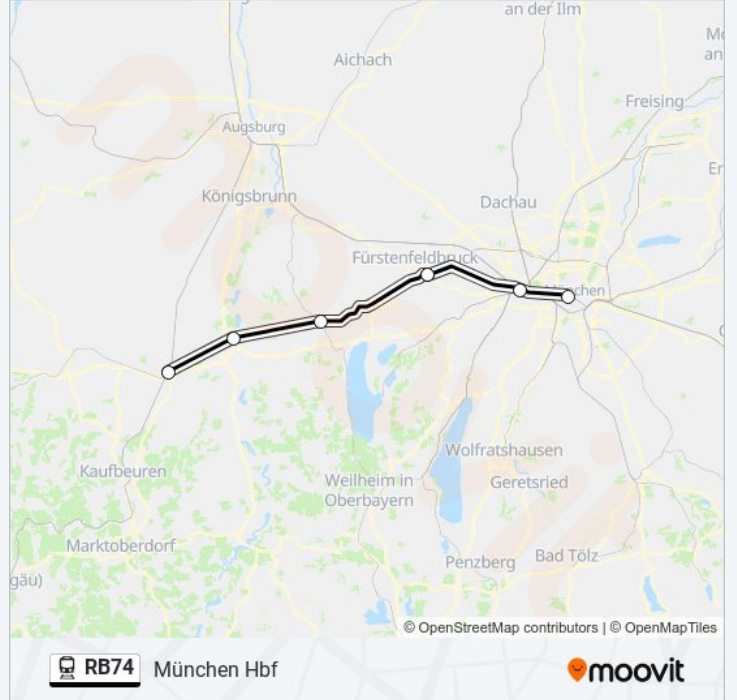 an der Ilm
Aichach
Freising
Augsburg
Königsbrunn
Dachau
Fürstenfeldbruck
München
Wolfratshausen
Kaufbeuren
Weilheim in
Oberbayern
Geretsried
Marktoberdorf
Penzberg
Bad Tölz
gäu)
© OpenStreetMap contributors | © OpenMapTiles
RB74
München Hbf
moovit